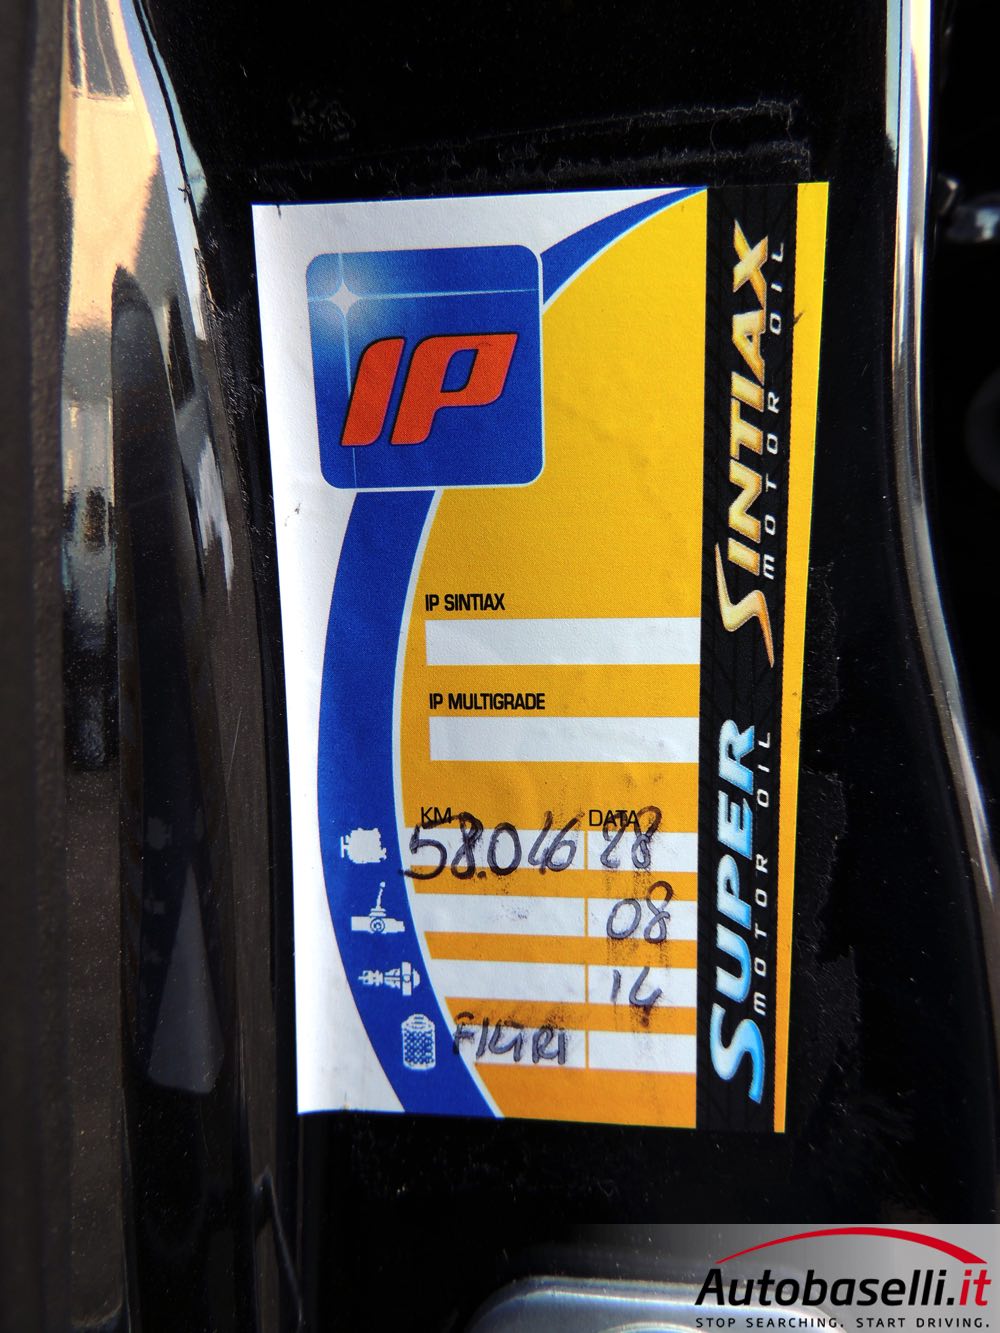 IP
IP SINTIAX
IP MULTIGRADE
KM DATA
58.046 28
08
14
FILTRI
SUPER SINTIAX
MOTOR OIL MOTOR OIL
Autobaselli.it
STOP SEARCHING. START DRIVING.